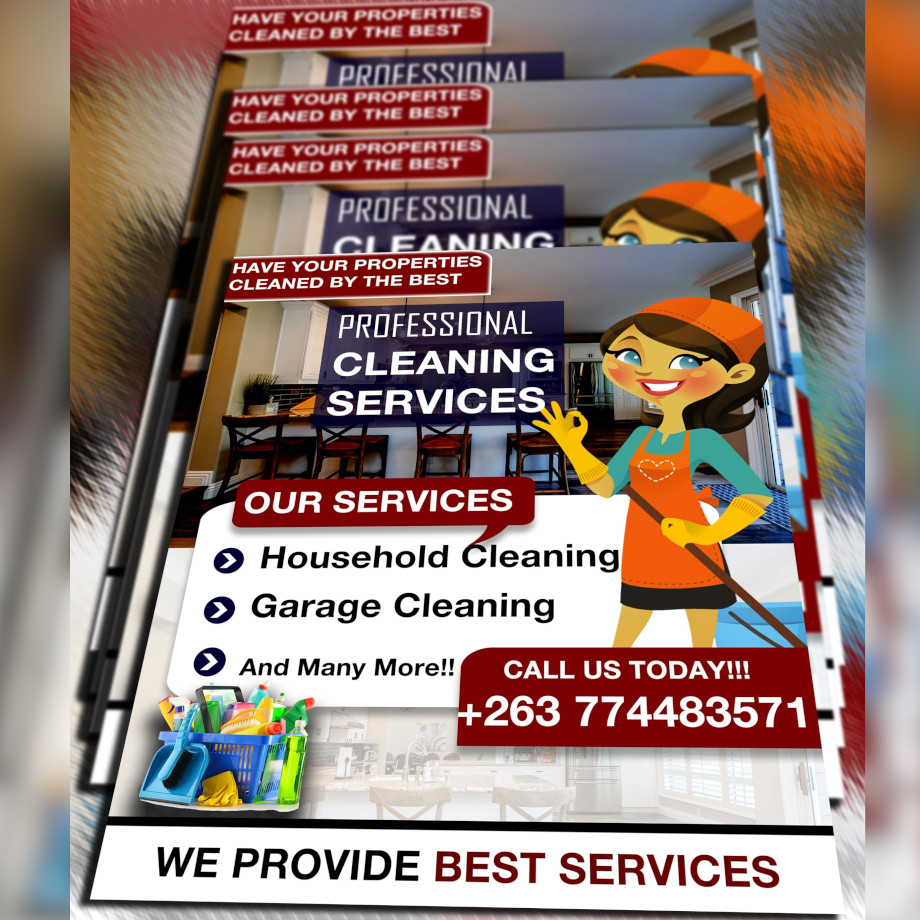 HAVE YOUR PROPERTIES
CLEANED BY THE BEST
PROFESSIONAL
HAVE YOUR PROPERTIES
CLEANED BY THE BEST
HAVE YOUR PROPERTIES
CLEANED BY THE BEST
PROFESSIONAL
CLEANING
HAVE YOUR PROPERTIES
CLEANED BY THE BEST
PROFESSIONAL
CLEANING
SERVICES
OUR SERVICES
Household Cleaning
Garage Cleaning
And Many More!!
CALL US TODAY!!!
+263 774483571
WE PROVIDE BEST SERVICES